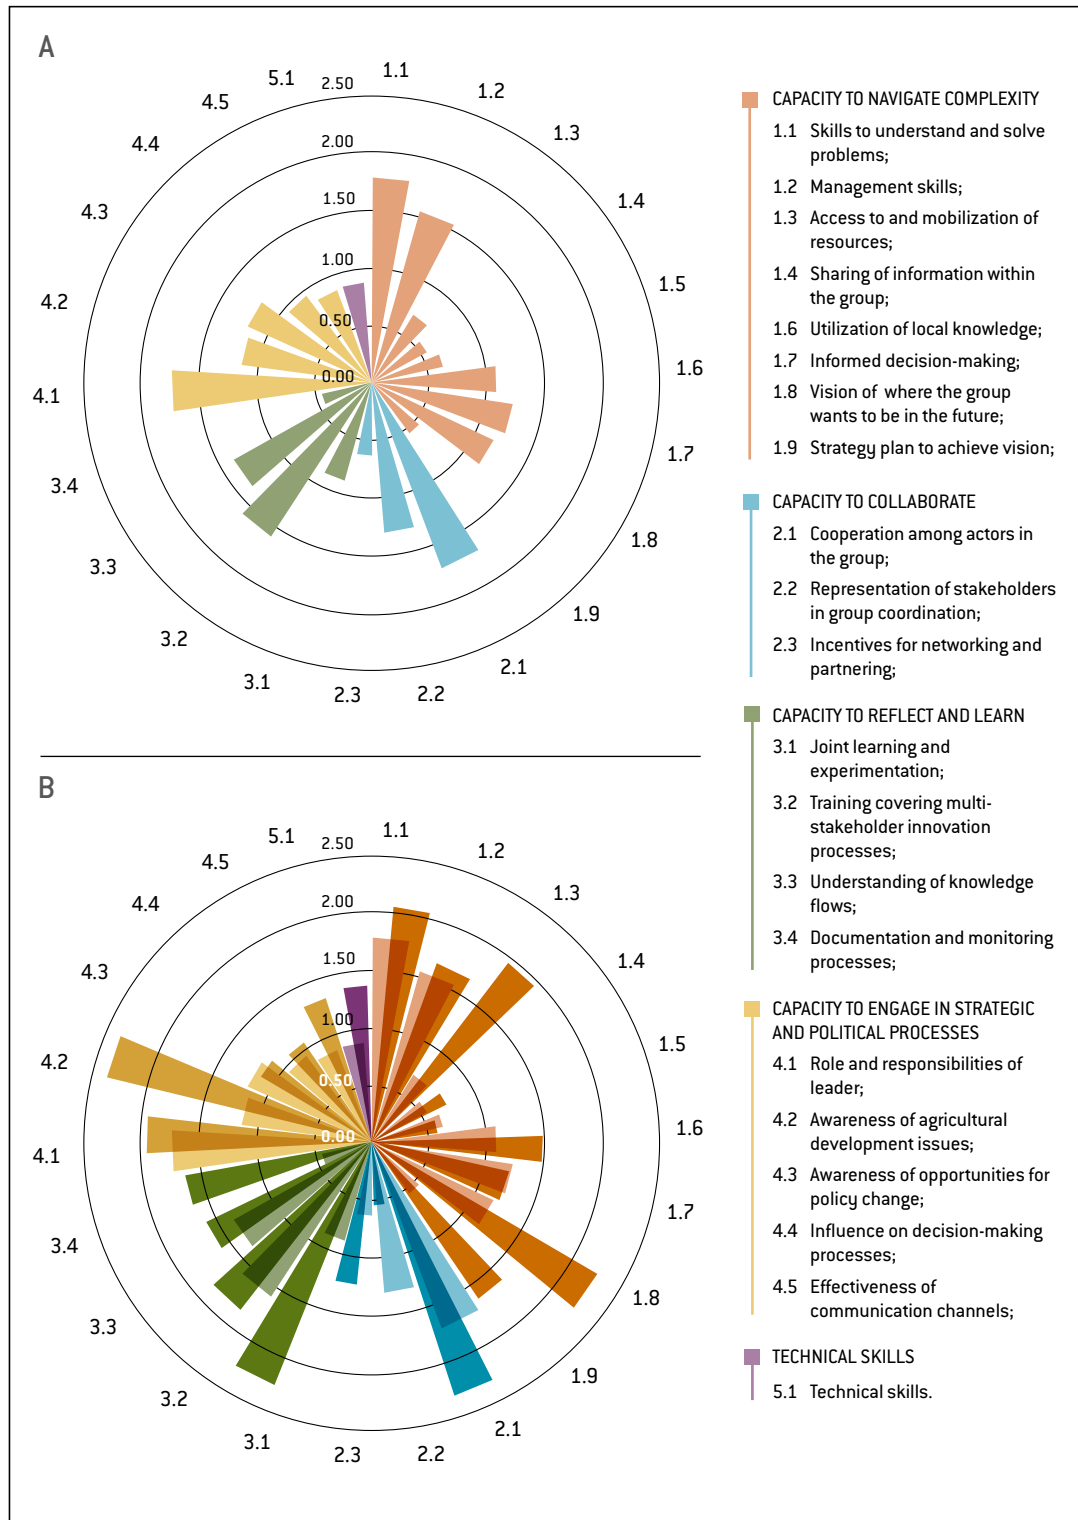 A
5.1
2.50
1.1
4.5
1.2
4.4
2.00
1.3
4.3
1.50
1.4
4.2
1.00
1.5
0.50
4.1
0.00
1.6
3.4
1.7
3.3
1.8
3.2
1.9
3.1
2.3
2.2
2.1
B
5.1
2.50
1.1
4.5
1.2
4.4
2.00
1.3
4.3
1.50
1.4
4.2
1.00
1.5
0.50
4.1
0.00
1.6
3.4
1.7
3.3
1.8
3.2
1.9
3.1
2.3
2.2
2.1
CAPACITY TO NAVIGATE COMPLEXITY
1.1 Skills to understand and solve
problems;
1.2 Management skills;
1.3 Access to and mobilization of
resources;
1.4 Sharing of information within
the group;
1.6 Utilization of local knowledge;
1.7 Informed decision-making;
1.8 Vision of where the group
wants to be in the future;
1.9 Strategy plan to achieve vision;
CAPACITY TO COLLABORATE
2.1 Cooperation among actors in
the group;
2.2 Representation of stakeholders
in group coordination;
2.3 Incentives for networking and
partnering;
CAPACITY TO REFLECT AND LEARN
3.1 Joint learning and
experimentation;
3.2 Training covering multi-
stakeholder innovation
processes;
3.3 Understanding of knowledge
flows;
3.4 Documentation and monitoring
processes;
CAPACITY TO ENGAGE IN STRATEGIC
AND POLITICAL PROCESSES
4.1 Role and responsibilities of
leader;
4.2 Awareness of agricultural
development issues;
4.3 Awareness of opportunities for
policy change;
4.4 Influence on decision-making
processes;
4.5 Effectiveness of
communication channels;
TECHNICAL SKILLS
5.1 Technical skills.